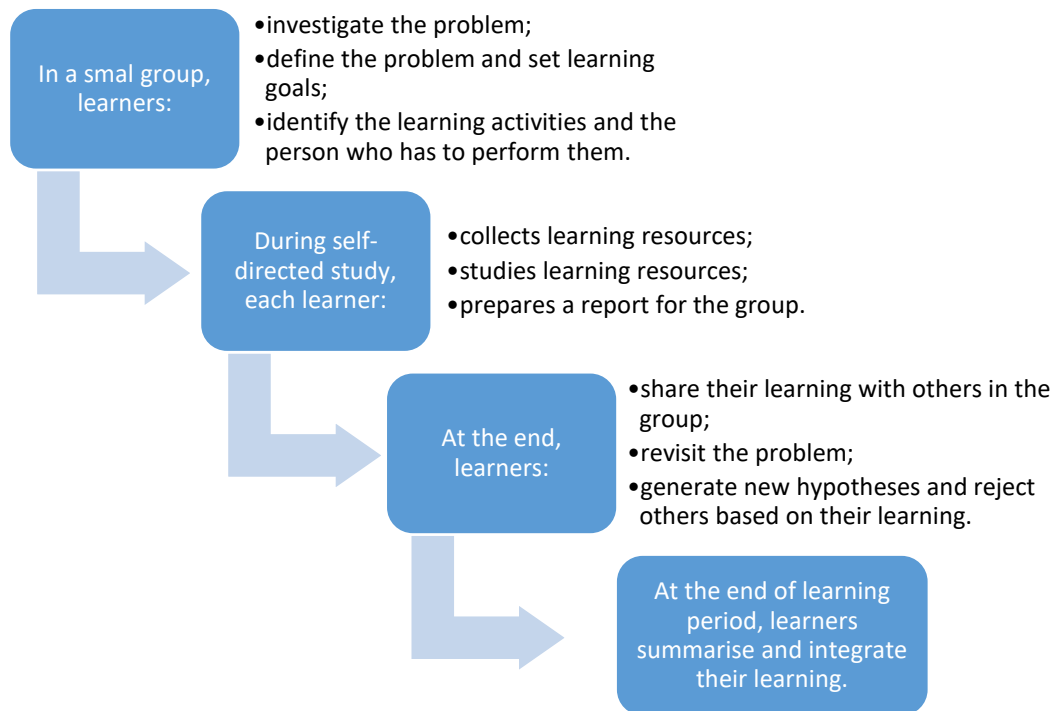 In a smal group,
learners:
•investigate the problem;
•define the problem and set learning
goals;
•identify the learning activities and the
person who has to perform them.
During self-
directed study,
each learner:
•collects learning resources;
•studies learning resources;
•prepares a report for the group.
At the end,
learners:
•share their learning with others in the
group;
•revisit the problem;
•generate new hypotheses and reject
others based on their learning.
At the end of learning
period, learners
summarise and integrate
their learning.